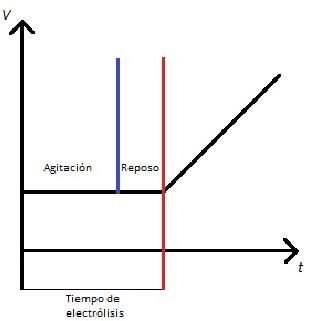 V
Agitación
Reposo
t
Tiempo de
electrólisis